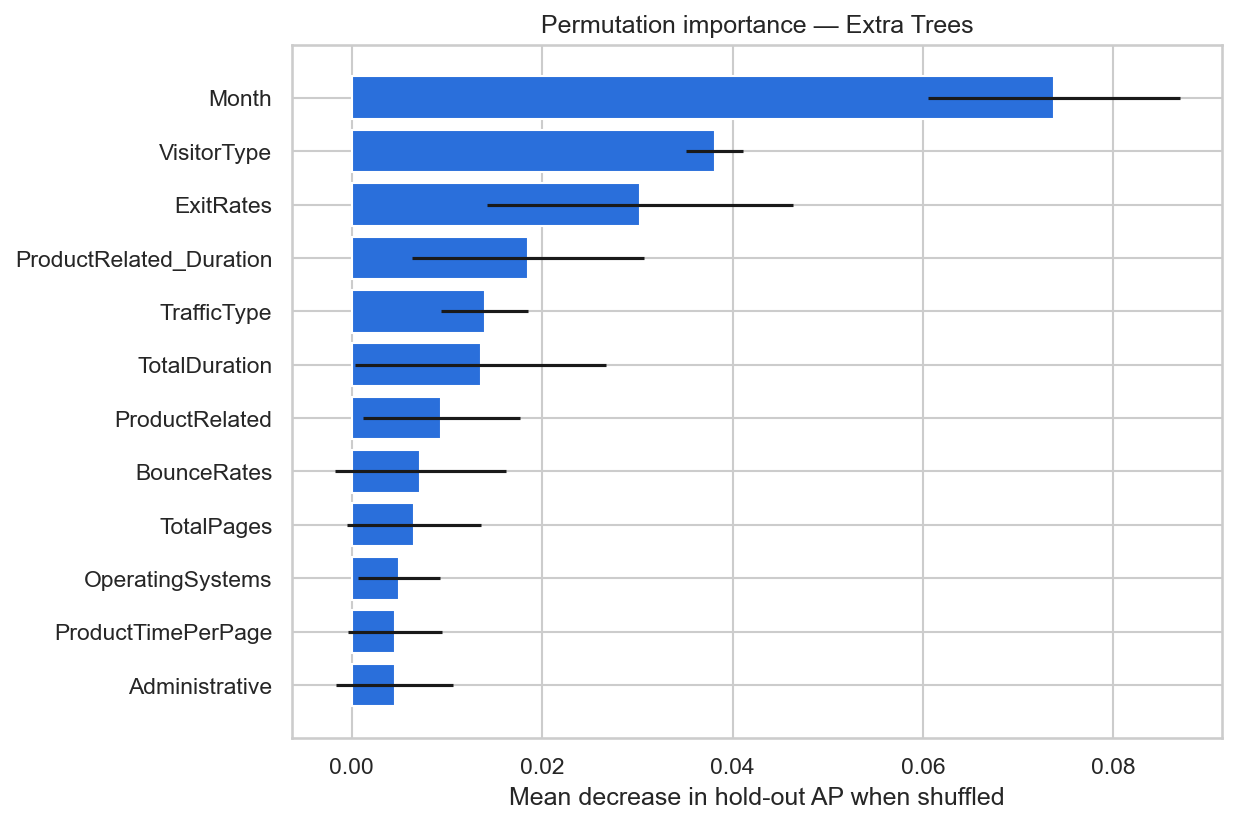 Permutation importance — Extra Trees
Month
VisitorType
ExitRates
ProductRelated_Duration
TrafficType
TotalDuration
ProductRelated
BounceRates
TotalPages
OperatingSystems
ProductTimePerPage
Administrative
0.00 0.02 0.04 0.06 0.08
Mean decrease in hold-out AP when shuffled